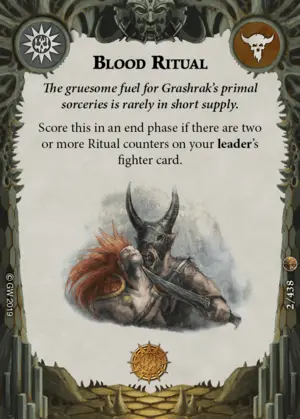 Blood Ritual
The gruesome fuel for Grashrak's primal
sorceries is rarely in short supply.
Score this in an end phase if there are two
or more Ritual counters on your leader's
fighter card.
© GW 2019
2/438